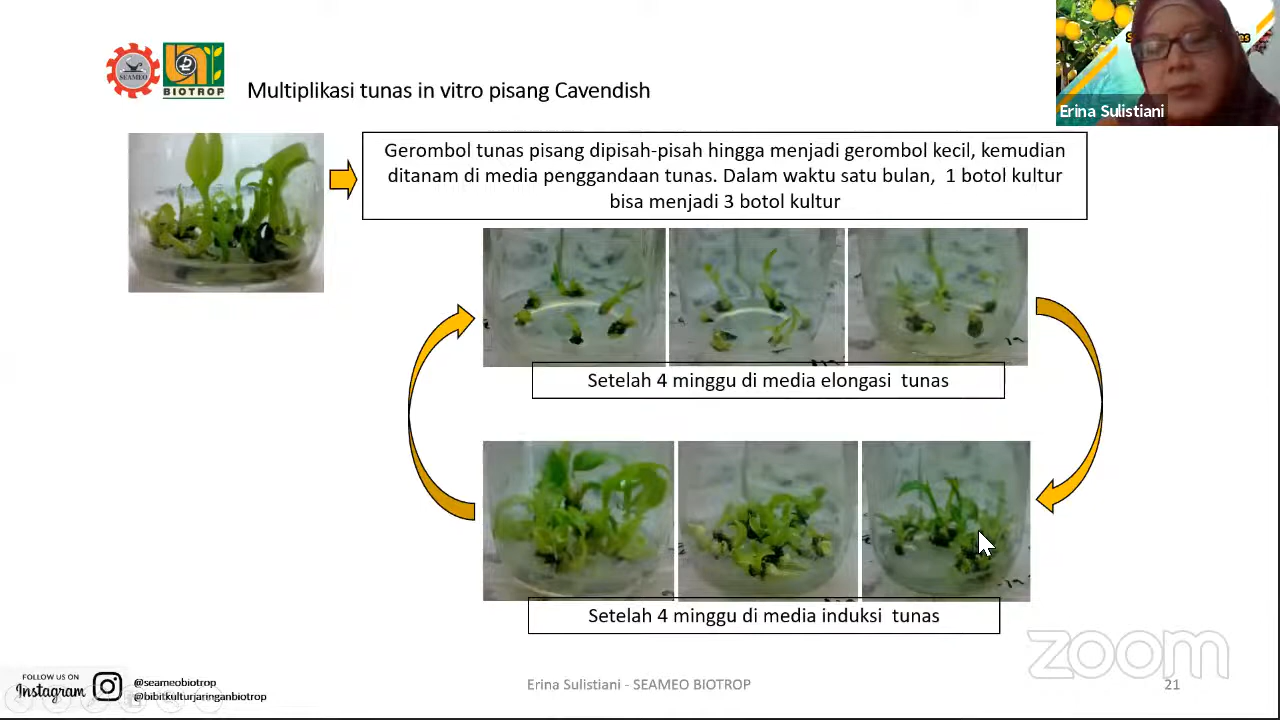 SEAMEO
BIOTROP
Multiplikasi tunas in vitro pisang Cavendish
Erina Sulistiani
Gerombol tunas pisang dipisah-pisah hingga menjadi gerombol kecil, kemudian
ditanam di media penggandaan tunas. Dalam waktu satu bulan, 1 botol kultur
bisa menjadi 3 botol kultur
Setelah 4 minggu di media elongasi tunas
Setelah 4 minggu di media induksi tunas
zoom
FOLLOW US ON
Instagram
@seameobiotrop
@bibitkulturjaringanbiotrop
Erina Sulistiani - SEAMEO BIOTROP
21